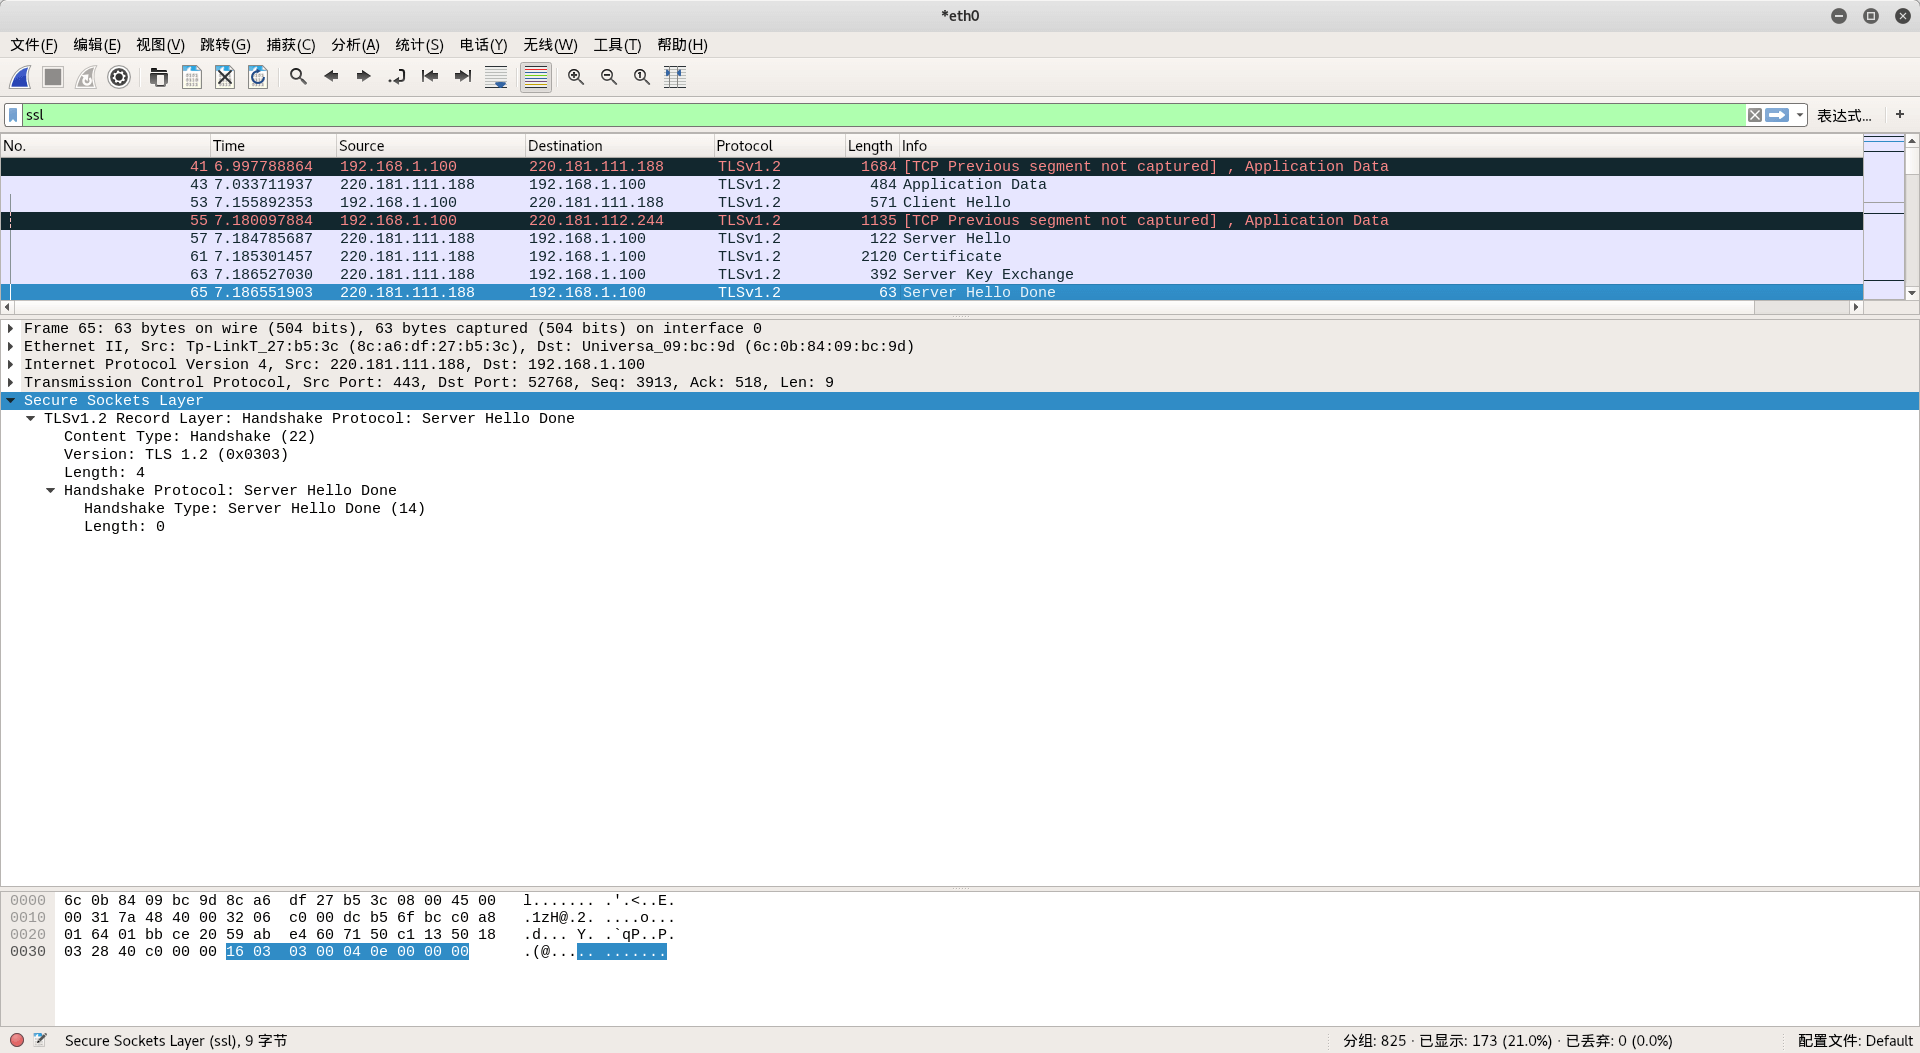 *eth0
文件(F) 编辑(E) 视图(V) 跳转(G) 捕获(C) 分析(A) 统计(S) 电话(Y) 无线(W) 工具(T) 帮助(H)
ssl 表达式... +
No. Time Source Destination Protocol Length Info
41 6.997788864 192.168.1.100 220.181.111.188 TLSv1.2 1684 [TCP Previous segment not captured] , Application Data
43 7.033711937 220.181.111.188 192.168.1.100 TLSv1.2 484 Application Data
53 7.155892353 192.168.1.100 220.181.111.188 TLSv1.2 571 Client Hello
55 7.180097884 192.168.1.100 220.181.112.244 TLSv1.2 1135 [TCP Previous segment not captured] , Application Data
57 7.184785687 220.181.111.188 192.168.1.100 TLSv1.2 122 Server Hello
61 7.185301457 220.181.111.188 192.168.1.100 TLSv1.2 2120 Certificate
63 7.186527030 220.181.111.188 192.168.1.100 TLSv1.2 392 Server Key Exchange
65 7.186551903 220.181.111.188 192.168.1.100 TLSv1.2 63 Server Hello Done
Frame 65: 63 bytes on wire (504 bits), 63 bytes captured (504 bits) on interface 0
Ethernet II, Src: Tp-LinkT_27:b5:3c (8c:a6:df:27:b5:3c), Dst: Universa_09:bc:9d (6c:0b:84:09:bc:9d)
Internet Protocol Version 4, Src: 220.181.111.188, Dst: 192.168.1.100
Transmission Control Protocol, Src Port: 443, Dst Port: 52768, Seq: 3913, Ack: 518, Len: 9
Secure Sockets Layer
TLSv1.2 Record Layer: Handshake Protocol: Server Hello Done
Content Type: Handshake (22)
Version: TLS 1.2 (0x0303)
Length: 4
Handshake Protocol: Server Hello Done
Handshake Type: Server Hello Done (14)
Length: 0
0000 6c 0b 84 09 bc 9d 8c a6 df 27 b5 3c 08 00 45 00 l....... .'.<..E.
0010 00 31 7a 48 40 00 32 06 c0 00 dc b5 6f bc c0 a8 .1zH@.2. ....o...
0020 01 64 01 bb ce 20 59 ab e4 60 71 50 c1 13 50 18 .d... Y. .`qP..P.
0030 03 28 40 c0 00 00 16 03 03 00 04 0e 00 00 00 .(@..... .......
Secure Sockets Layer (ssl), 9 字节 分组: 825 · 已显示: 173 (21.0%) · 已丢弃: 0 (0.0%) 配置文件: Default